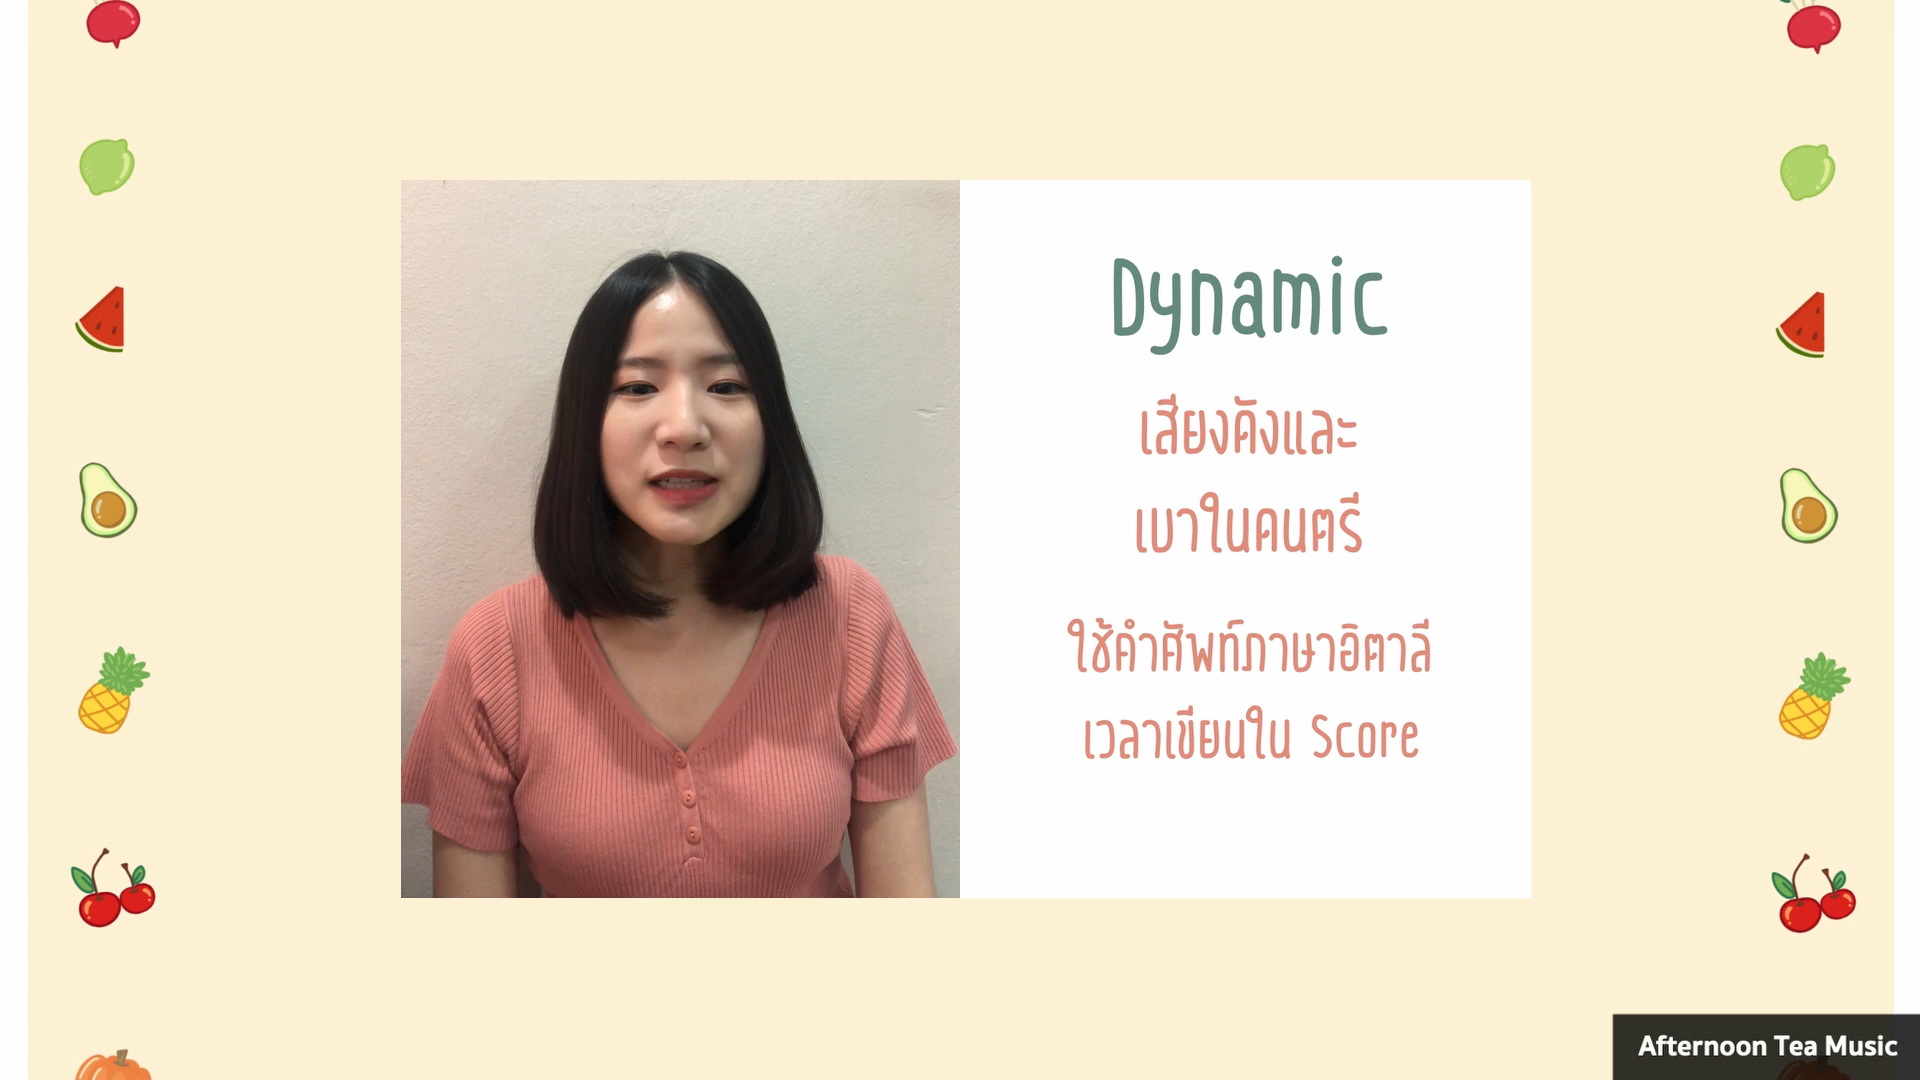 Dynamic
เสียงดังและ
เบาในดนตรี
ใช้คำศัพท์ภาษาอิตาลี
เวลาเขียนใน Score
Afternoon Tea Music